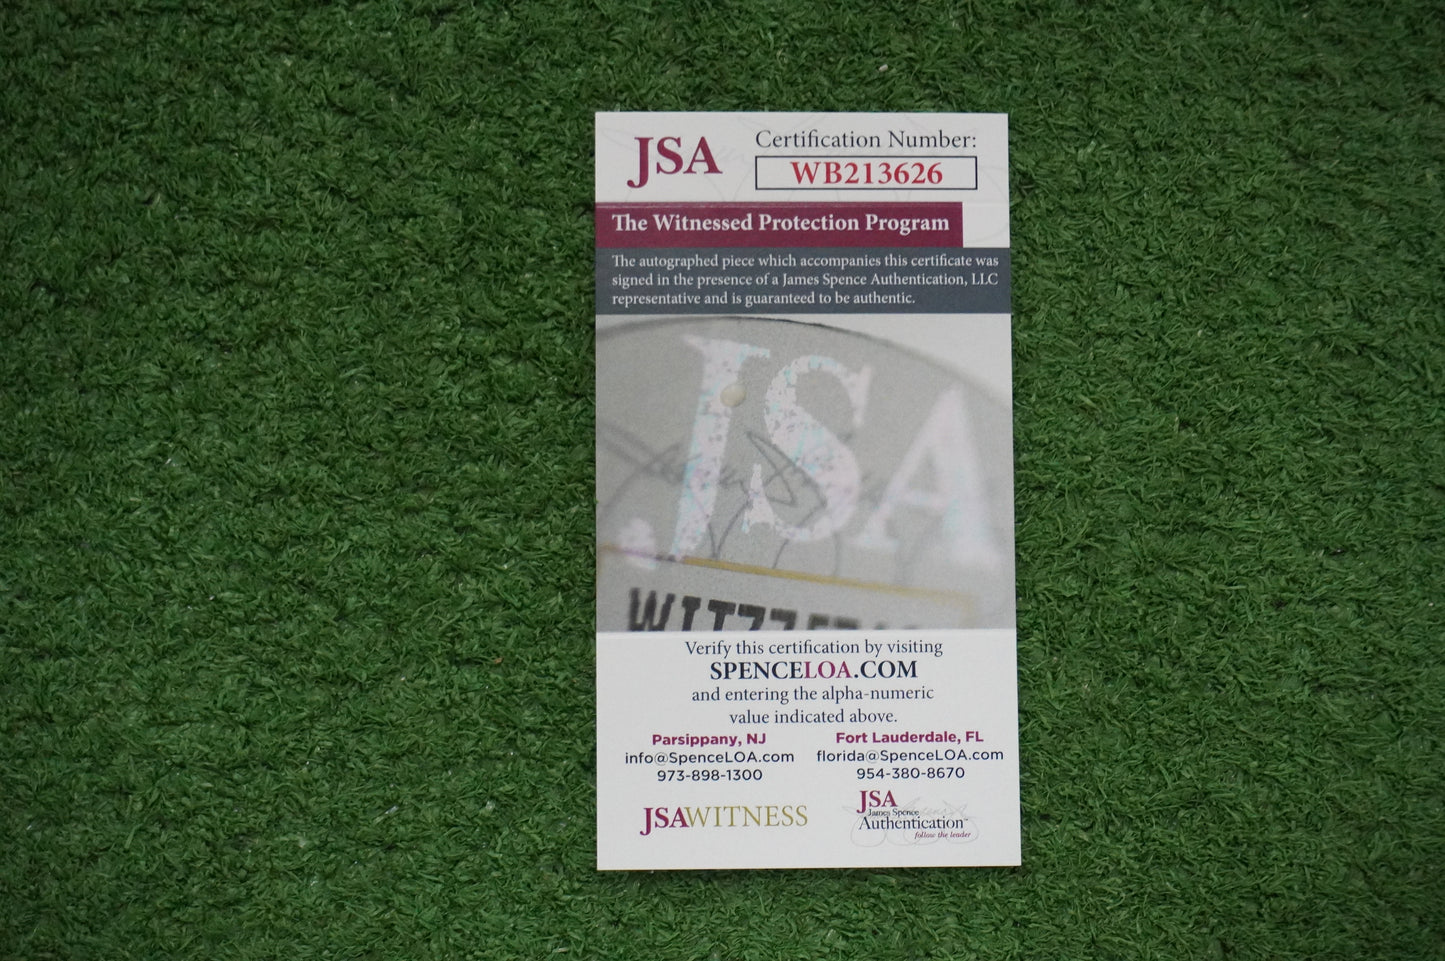 JSA
Certification Number:
WB213626
The Witnessed Protection Program
The autographed piece which accompanies this certificate was
signed in the presence of a James Spence Authentication, LLC
representative and is guaranteed to be authentic.
JSA
Verify this certification by visiting
SPENCELOA.COM
and entering the alpha-numeric
value indicated above.
Parsippany, NJ
info@SpenceLOA.com
973-898-1300
Fort Lauderdale, FL
florida@SpenceLOA.com
954-380-8670
JSAWITNESS
JSA
James Spence
Authentication
follow the leader